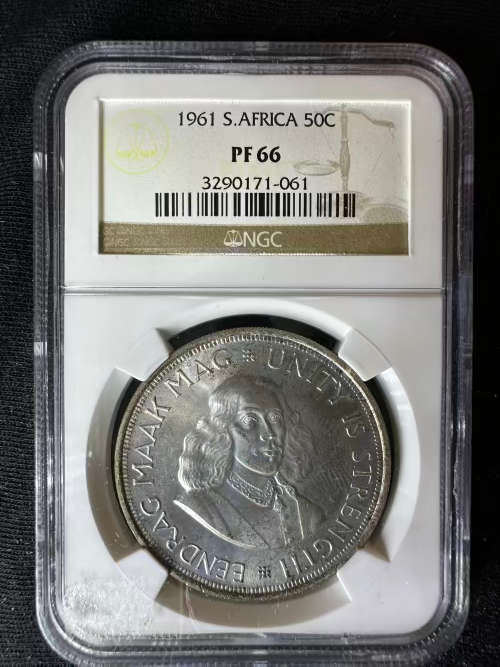 1961 S.AFRICA 50C
PF 66
3290171-061
NGC
EENDRAG MAAK MAG
UNITY IS STRENGTH